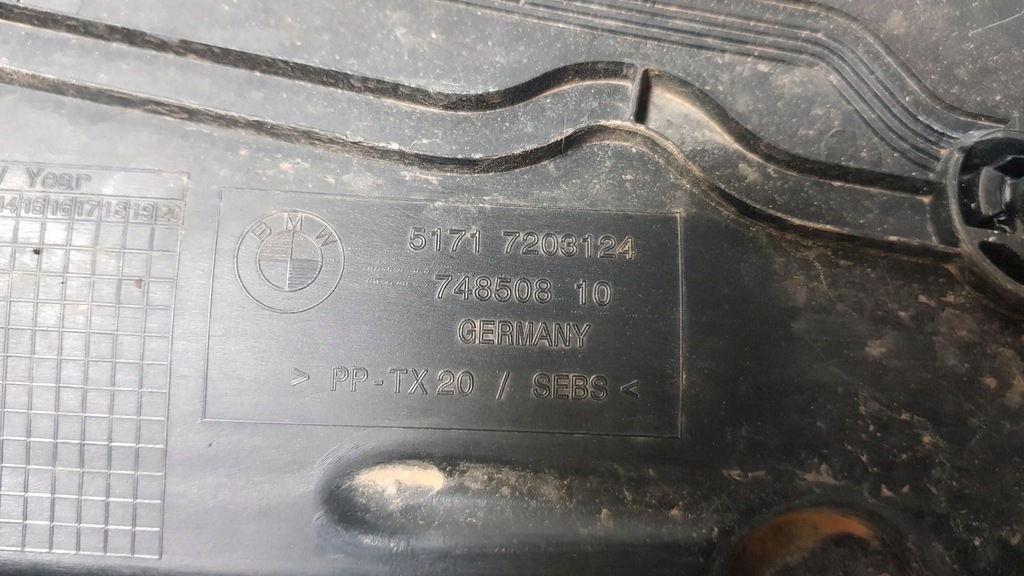 / Year
14 15 16 17 18 19 20
BMW
5171 7203124
748508 10
GERMANY
> PP-TX20 / SEBS <